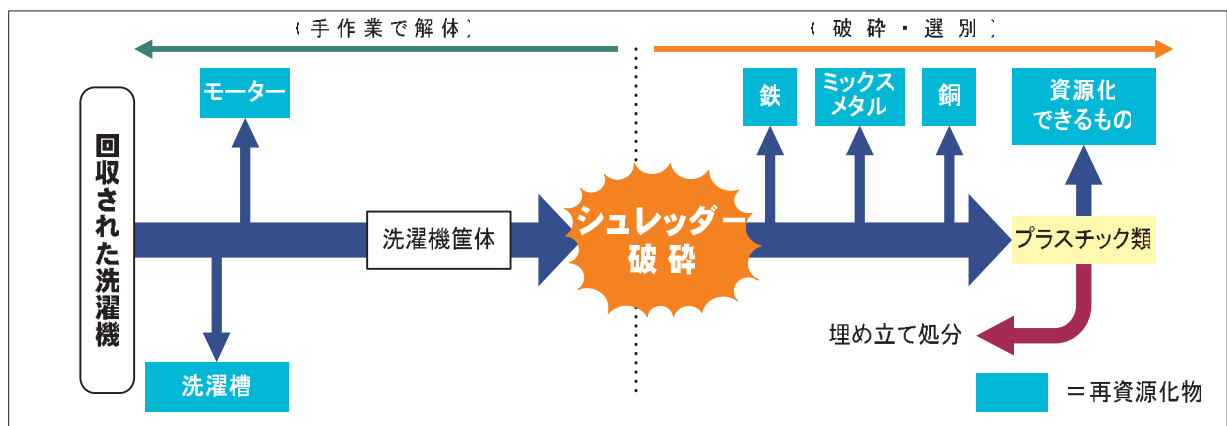 (手作業で解体)
(破砕・選別)
回収された洗濯機
モーター
洗濯槽
洗濯機筐体
シュレッダー
破砕
鉄
ミックス
メタル
銅
資源化
できるもの
プラスチック類
埋め立て処分
=再資源化物